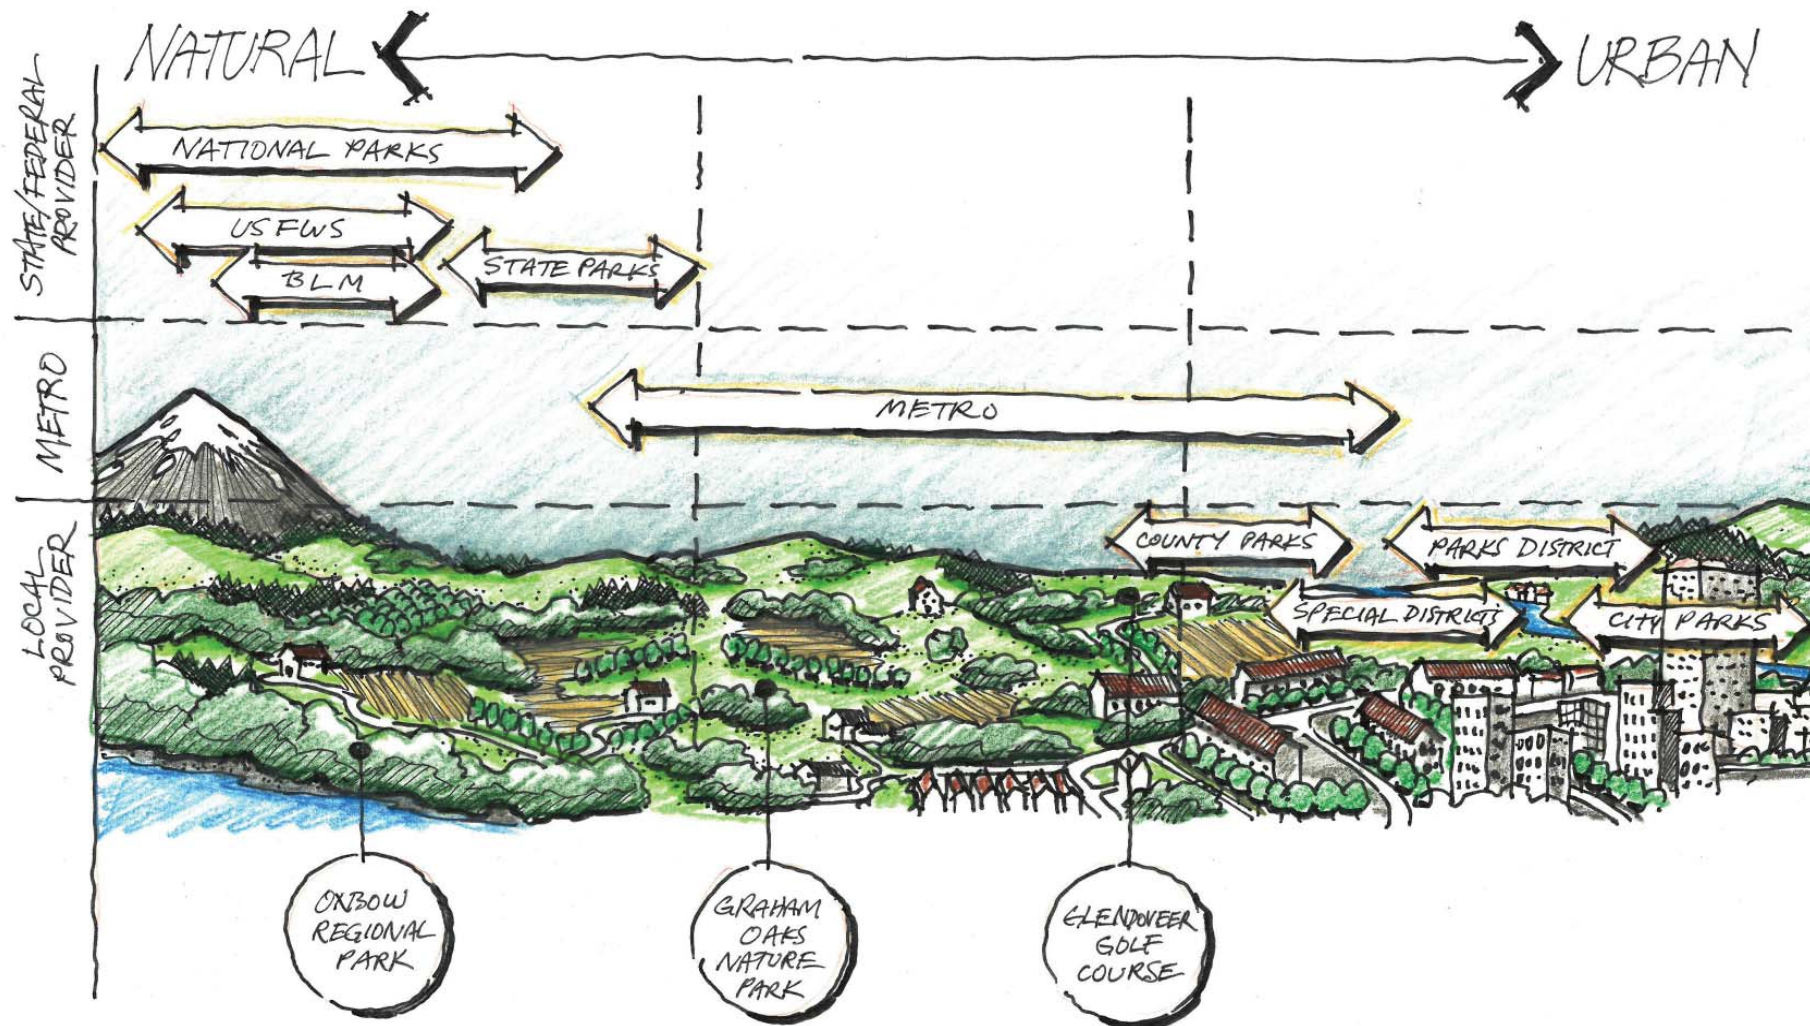 NATURAL
URBAN
STATE/FEDERAL
PROVIDER
NATIONAL PARKS
USFWS
BLM
STATE PARKS
METRO
METRO
LOCAL
PROVIDER
COUNTY PARKS
PARKS DISTRICT
SPECIAL DISTRICTS
CITY PARKS
OXBOW
REGIONAL
PARK
GRAHAM
OAKS
NATURE
PARK
GLENDOVEER
GOLF
COURSE